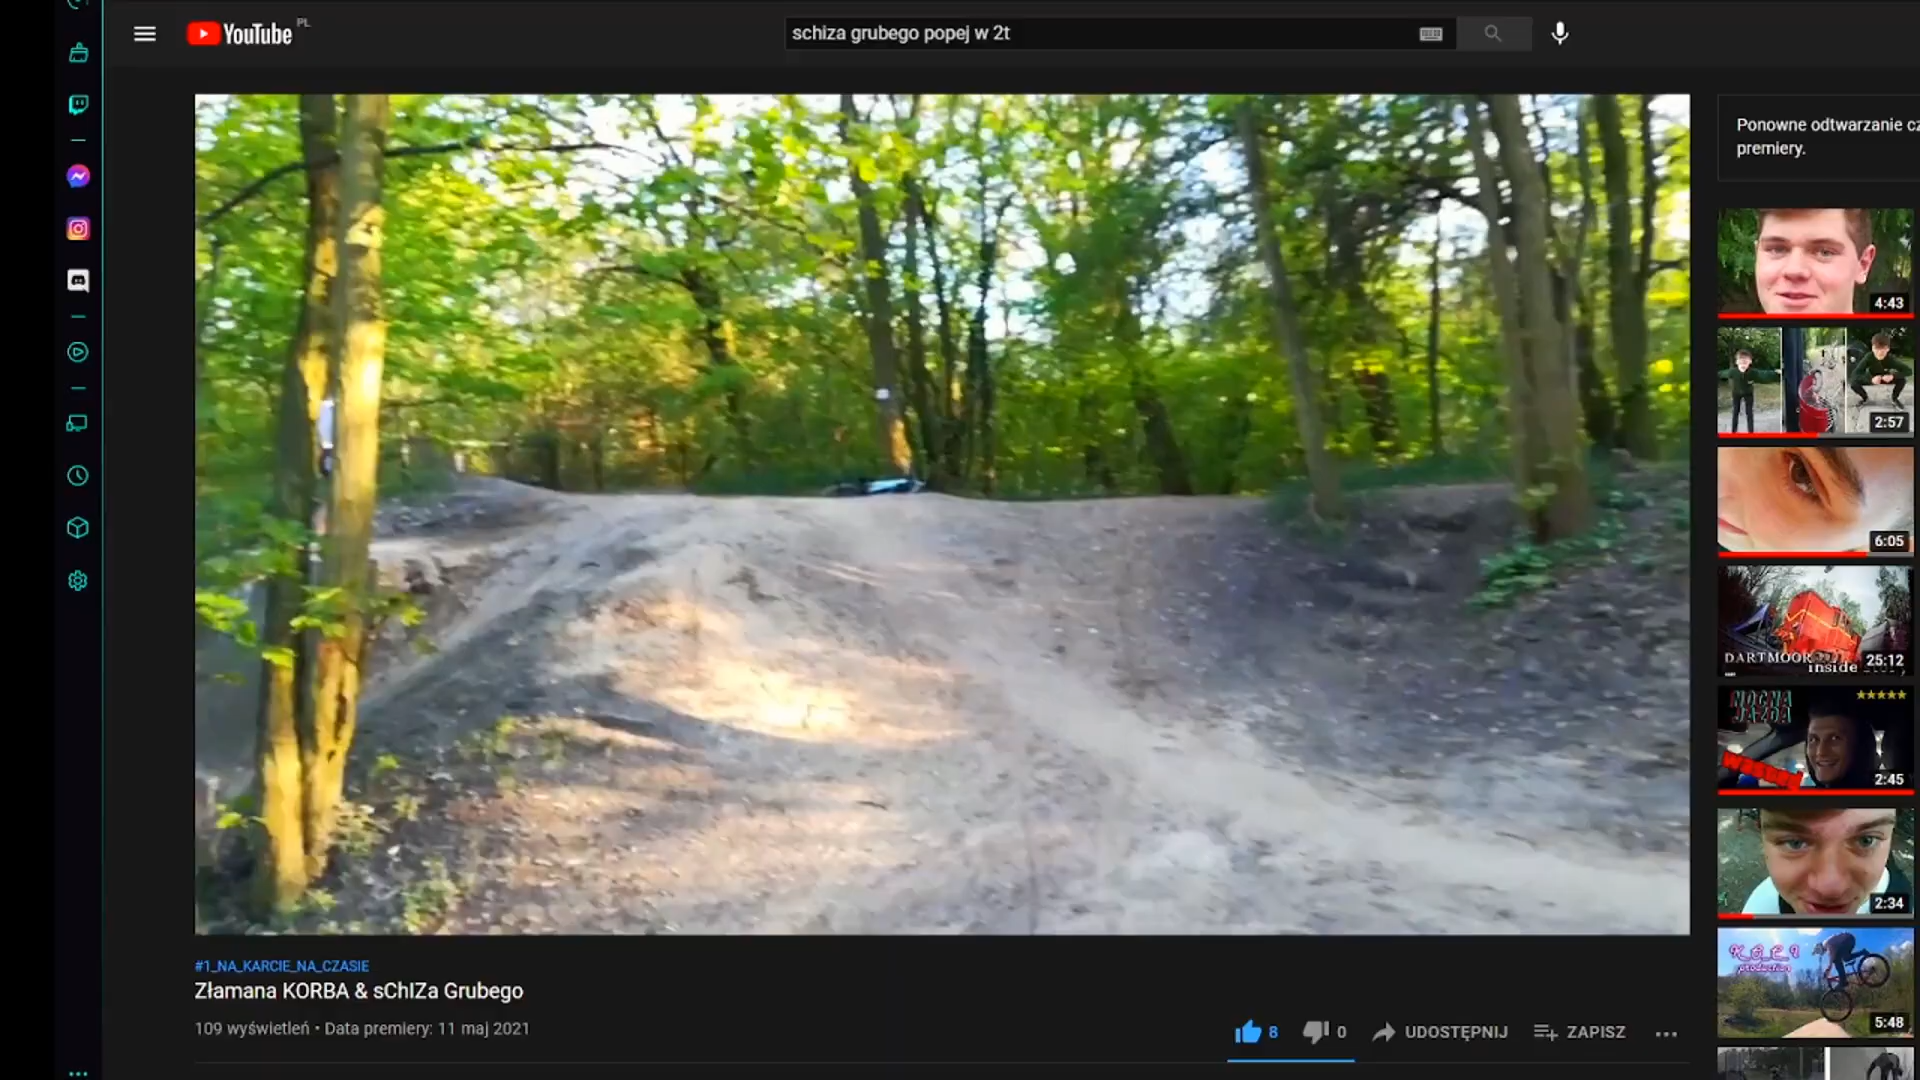 YouTube PL
schiza grubego popej w 2t
Ponowne odtwarzanie
premiery.
4:43
2:57
6:05
DARTMOOR
25:12
inside
NOCNA
JAZDA
2:45
2:34
K_O_C_I
production
5:48
#1_NA_KARCIE_NA_CZASIE
Złamana KORBA & sChIZa Grubego
109 wyświetleń • Data premiery: 11 maj 2021
8
0
UDOSTĘPNIJ
ZAPISZ